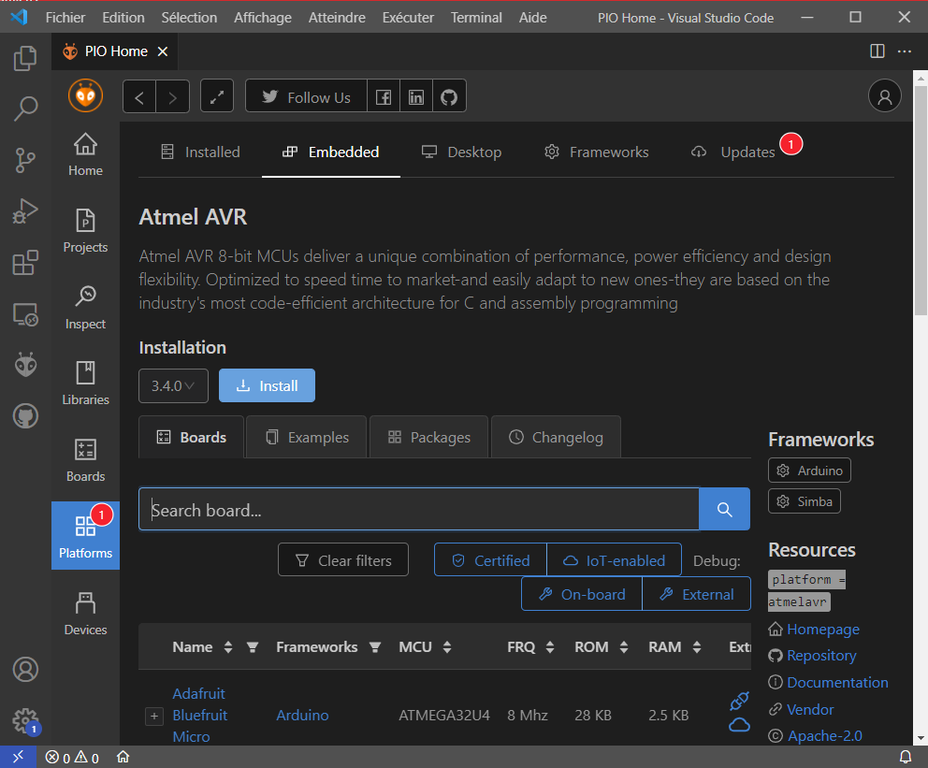 Fichier Edition Sélection Affichage Atteindre Exécuter Terminal Aide PIO Home - Visual Studio Code
PIO Home
Follow Us
Home
Projects
Inspect
Libraries
Boards
1
Platforms
Devices
Installed Embedded Desktop Frameworks Updates 1
Atmel AVR
Atmel AVR 8-bit MCUs deliver a unique combination of performance, power efficiency and design
flexibility. Optimized to speed time to market-and easily adapt to new ones-they are based on the
industry's most code-efficient architecture for C and assembly programming
Installation
3.4.0 Install
Boards Examples Packages Changelog
Search board...
Clear filters Certified IoT-enabled Debug:
On-board External
Name Frameworks MCU FRQ ROM RAM Ext
Adafruit
Bluefruit
Micro
Arduino ATMEGA32U4 8 Mhz 28 KB 2.5 KB
Frameworks
Arduino
Simba
Resources
platform =
atmelavr
Homepage
Repository
Documentation
Vendor
Apache-2.0
1
0 0